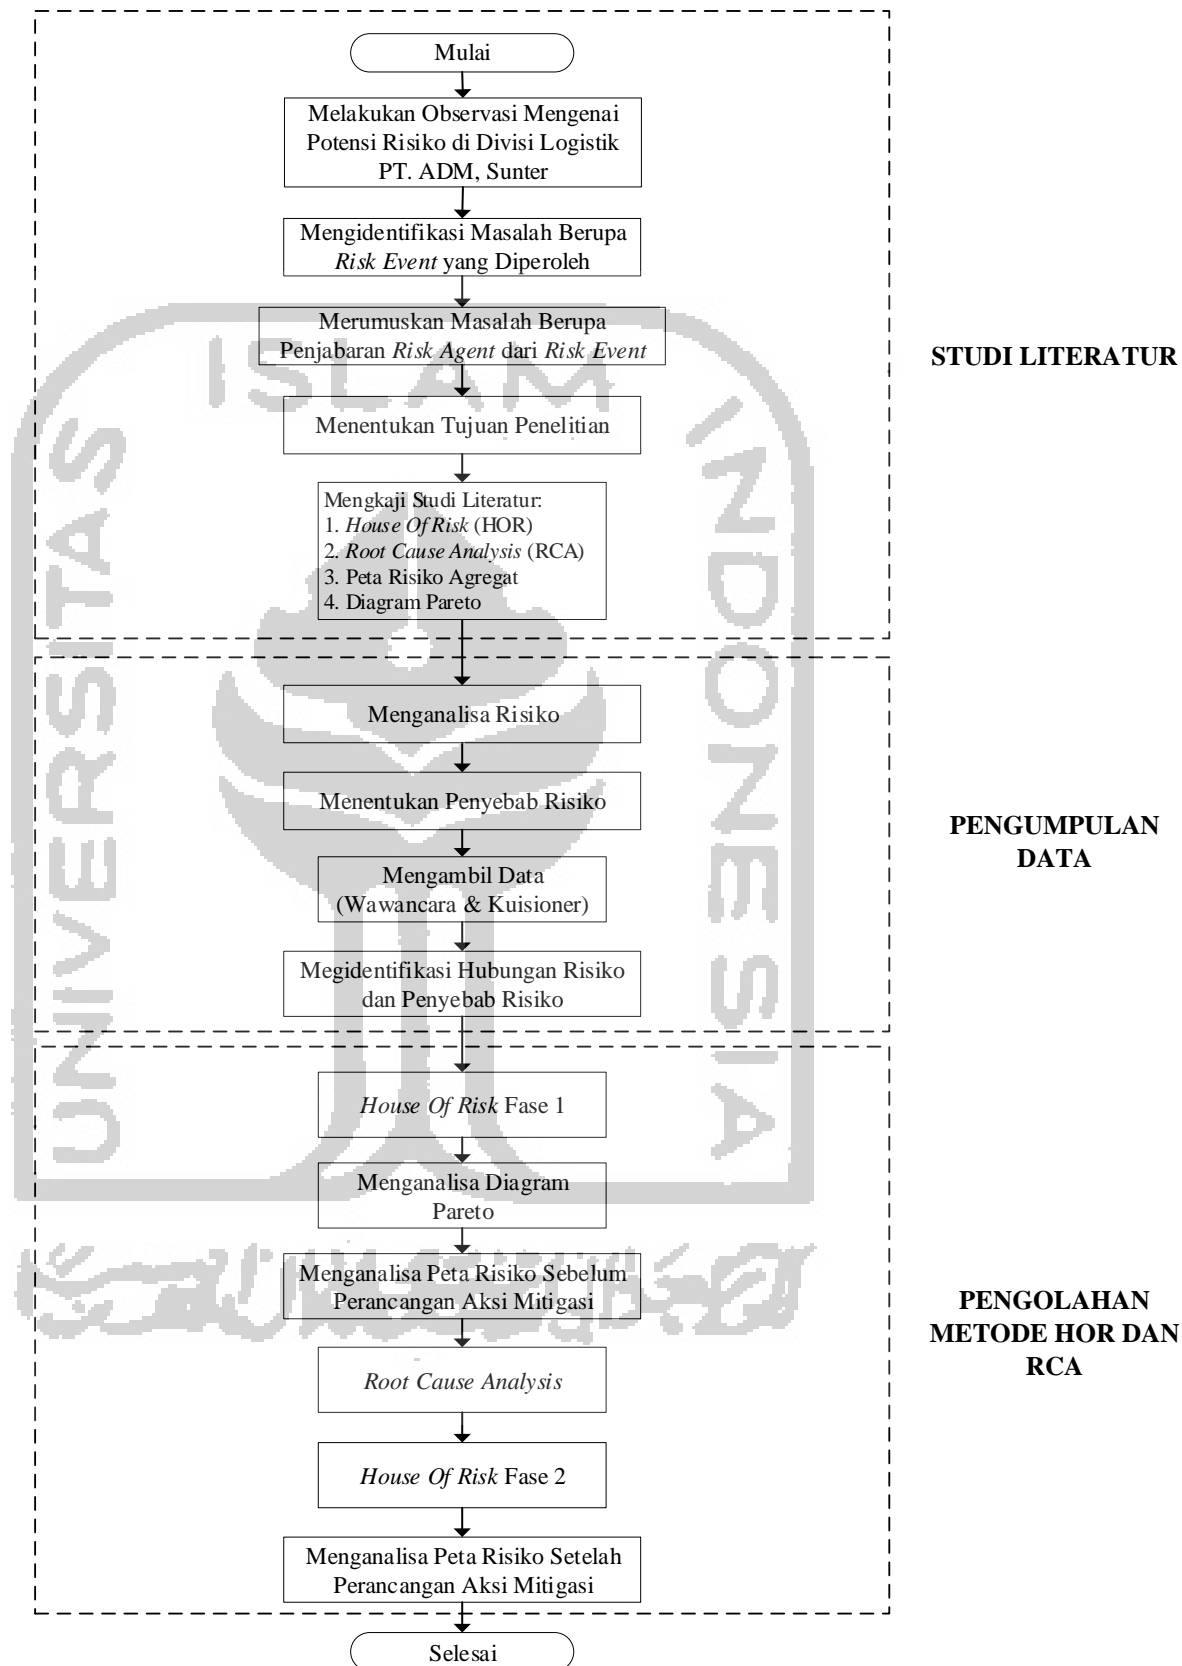 Mulai
Melakukan Observasi Mengenai
Potensi Risiko di Divisi Logistik
PT. ADM, Sunter
Mengidentifikasi Masalah Berupa
Risk Event yang Diperoleh
Merumuskan Masalah Berupa
Penjabaran Risk Agent dari Risk Event
Menentukan Tujuan Penelitian
Mengkaji Studi Literatur:
1. House Of Risk (HOR)
2. Root Cause Analysis (RCA)
3. Peta Risiko Agregat
4. Diagram Pareto
STUDI LITERATUR
Menganalisa Risiko
Menentukan Penyebab Risiko
Mengambil Data
(Wawancara & Kuisioner)
Megidentifikasi Hubungan Risiko
dan Penyebab Risiko
PENGUMPULAN
DATA
House Of Risk Fase 1
Menganalisa Diagram
Pareto
Menganalisa Peta Risiko Sebelum
Perancangan Aksi Mitigasi
Root Cause Analysis
House Of Risk Fase 2
Menganalisa Peta Risiko Setelah
Perancangan Aksi Mitigasi
PENGOLAHAN
METODE HOR DAN
RCA
Selesai
UNIVERSITAS
ISLAM
INDONESIA